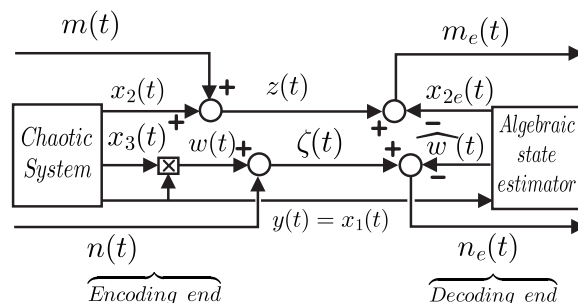 m(t)
m_e(t)
x_2(t)
+
+
z(t)
+
−
x_{2e}(t)
Chaotic
System
x_3(t)
w(t)
+
ζ(t)
+
−
\widehat{w}(t)
Algebraic
state
estimator
y(t) = x_1(t)
n(t)
n_e(t)
Encoding end
Decoding end